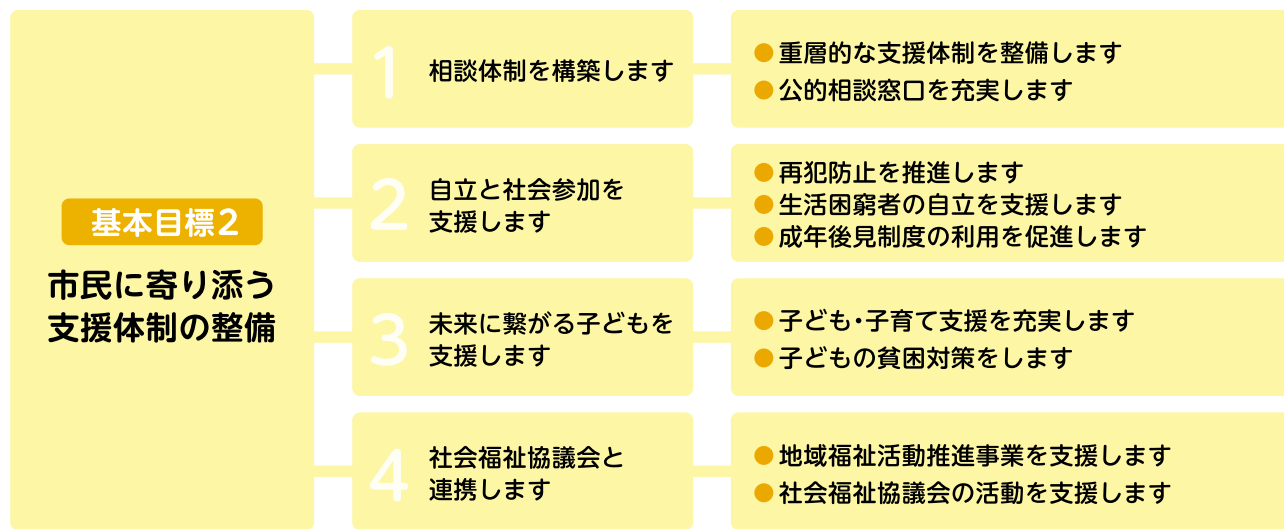 基本目標2
市民に寄り添う
支援体制の整備
1
相談体制を構築します
●重層的な支援体制を整備します
●公的相談窓口を充実します
2
自立と社会参加を
支援します
●再犯防止を推進します
●生活困窮者の自立を支援します
●成年後見制度の利用を促進します
3
未来に繋がる子どもを
支援します
●子ども・子育て支援を充実します
●子どもの貧困対策をします
4
社会福祉協議会と
連携します
●地域福祉活動推進事業を支援します
●社会福祉協議会の活動を支援します